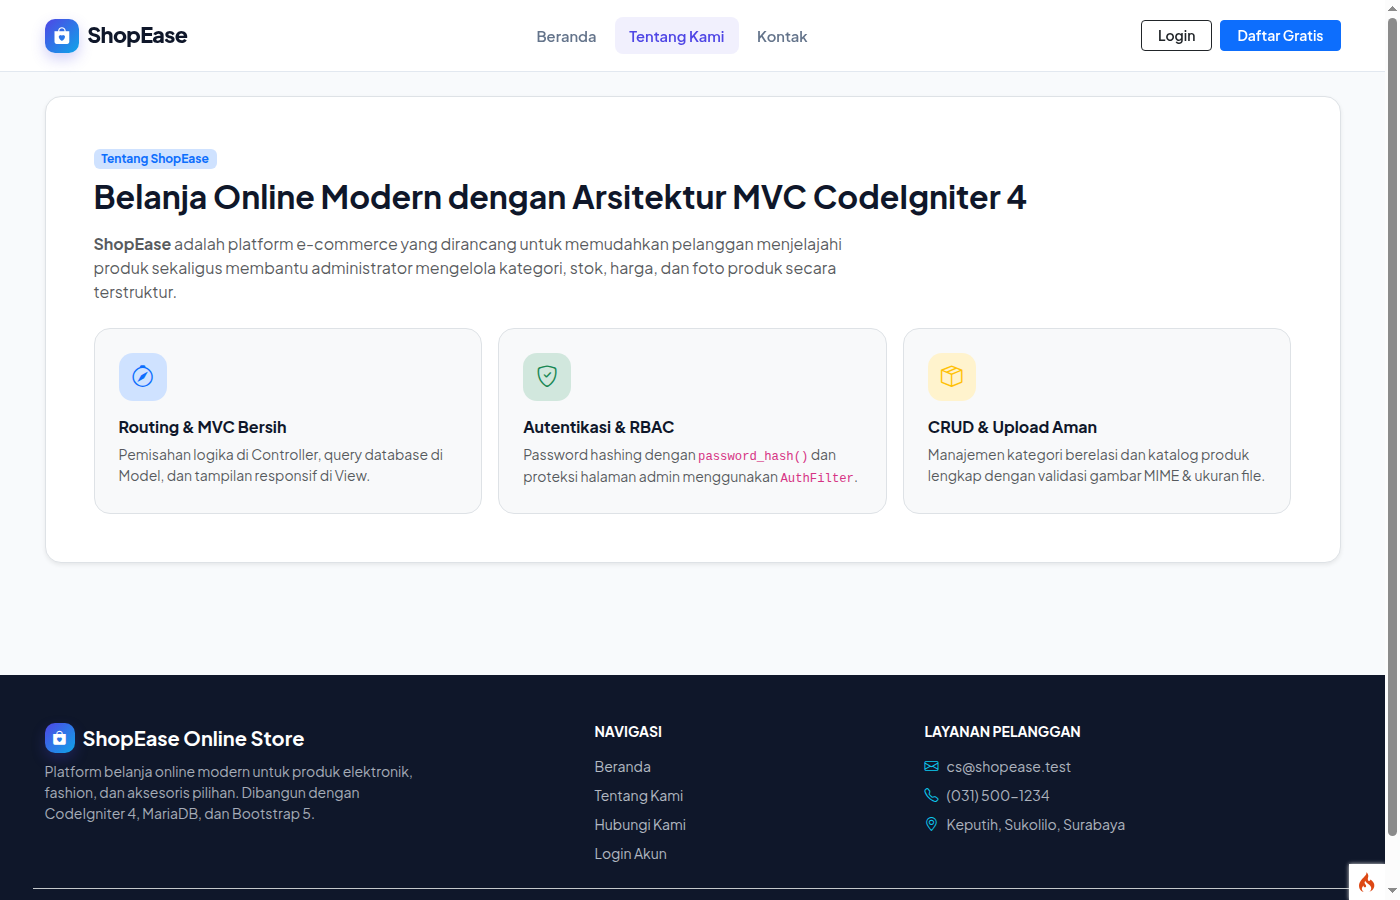 ShopEase
Beranda
Tentang Kami
Kontak
Login
Daftar Gratis
Tentang ShopEase
Belanja Online Modern dengan Arsitektur MVC CodeIgniter 4
ShopEase adalah platform e-commerce yang dirancang untuk memudahkan pelanggan menjelajahi
produk sekaligus membantu administrator mengelola kategori, stok, harga, dan foto produk secara
terstruktur.
Routing & MVC Bersih
Pemisahan logika di Controller, query database di
Model, dan tampilan responsif di View.
Autentikasi & RBAC
Password hashing dengan password_hash() dan
proteksi halaman admin menggunakan AuthFilter.
CRUD & Upload Aman
Manajemen kategori berelasi dan katalog produk
lengkap dengan validasi gambar MIME & ukuran file.
ShopEase Online Store
Platform belanja online modern untuk produk elektronik,
fashion, dan aksesoris pilihan. Dibangun dengan
CodeIgniter 4, MariaDB, dan Bootstrap 5.
NAVIGASI
Beranda
Tentang Kami
Hubungi Kami
Login Akun
LAYANAN PELANGGAN
cs@shopease.test
(031) 500-1234
Keputih, Sukolilo, Surabaya